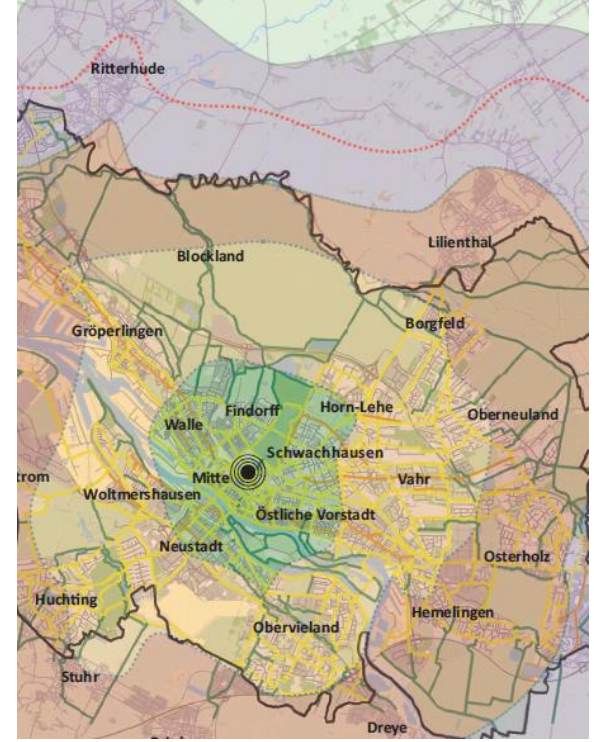 Ritterhude
Lilienthal
Blockland
Borgfeld
Gröpelingen
Findorff
Horn-Lehe
Oberneuland
Walle
Schwachhausen
trom
Mitte
Vahr
Woltmershausen
Östliche Vorstadt
Neustadt
Osterholz
Huchting
Hemelingen
Obervieland
Stuhr
Dreye